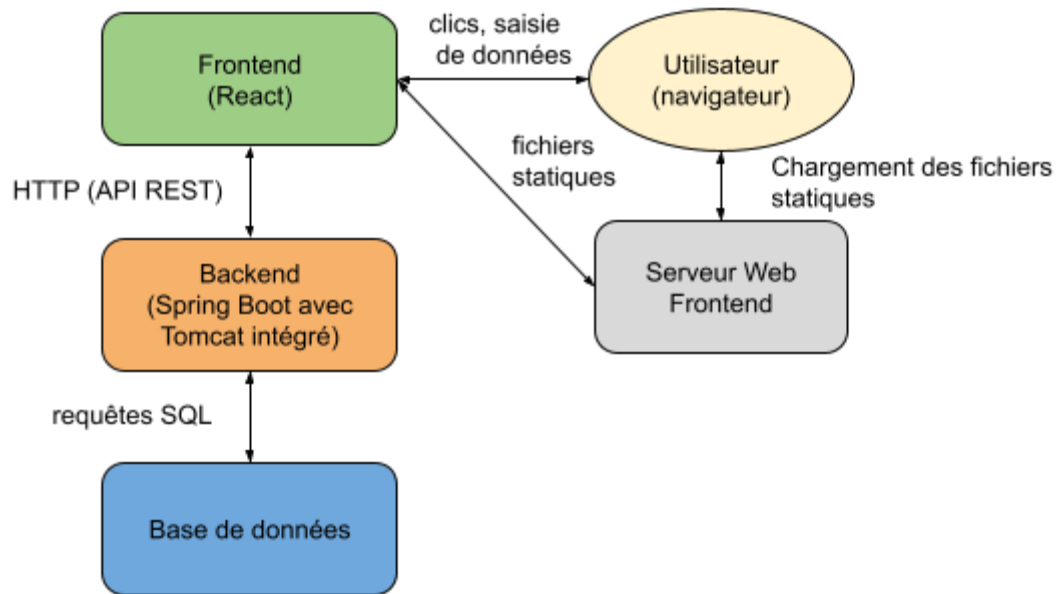 Frontend
(React)
clics, saisie
de données
Utilisateur
(navigateur)
fichiers
statiques
Chargement des fichiers
statiques
HTTP (API REST)
Backend
(Spring Boot avec
Tomcat intégré)
Serveur Web
Frontend
requêtes SQL
Base de données